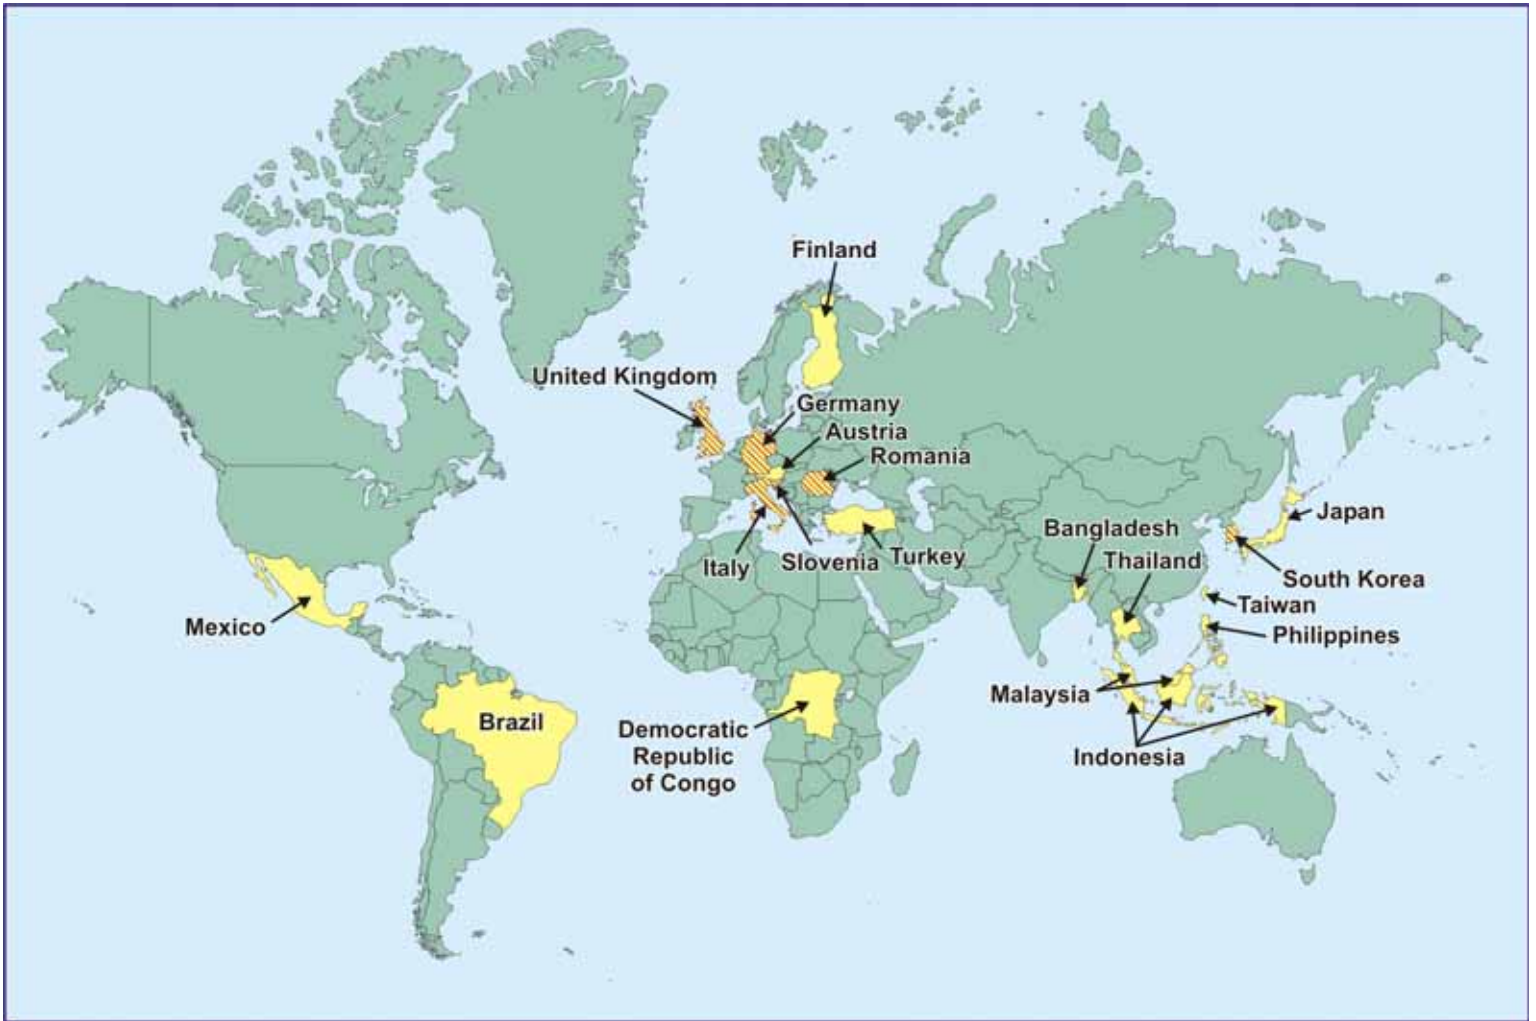 Finland
United Kingdom
Germany
Austria
Romania
Japan
Bangladesh
Italy
Slovenia
Turkey
Thailand
South Korea
Taiwan
Mexico
Philippines
Malaysia
Brazil
Democratic
Republic
of Congo
Indonesia